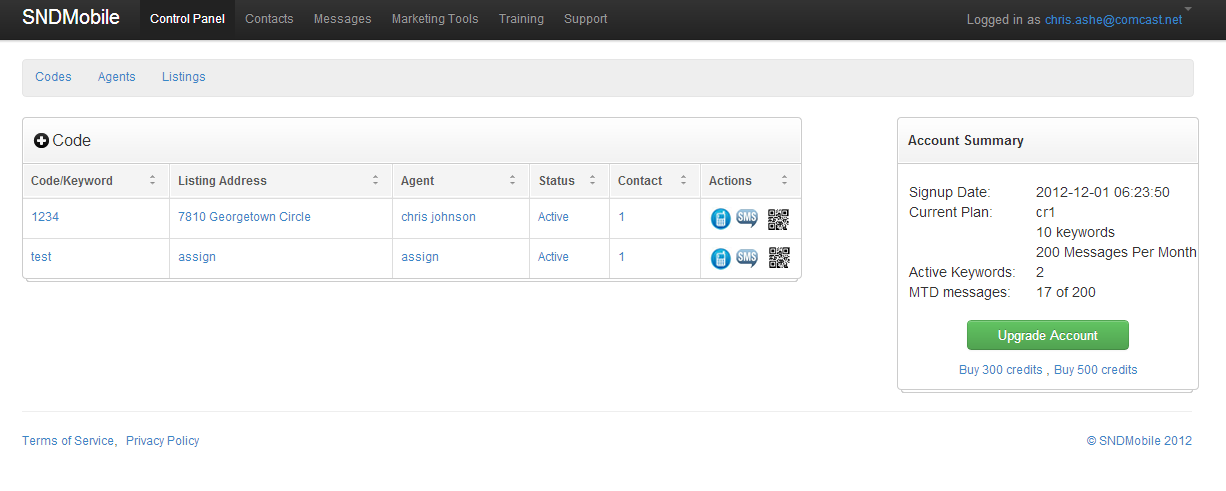 SNDMobile Control Panel Contacts Messages Marketing Tools Training Support Logged in as chris.ashe@comcast.net
Codes Agents Listings
Code
Code/Keyword Listing Address Agent Status Contact Actions
1234 7810 Georgetown Circle chris johnson Active 1 SMS
test assign assign Active 1 SMS
Account Summary
Signup Date: 2012-12-01 06:23:50
Current Plan: cr1
10 keywords
200 Messages Per Month
Active Keywords: 2
MTD messages: 17 of 200
Upgrade Account
Buy 300 credits , Buy 500 credits
Terms of Service, Privacy Policy © SNDMobile 2012